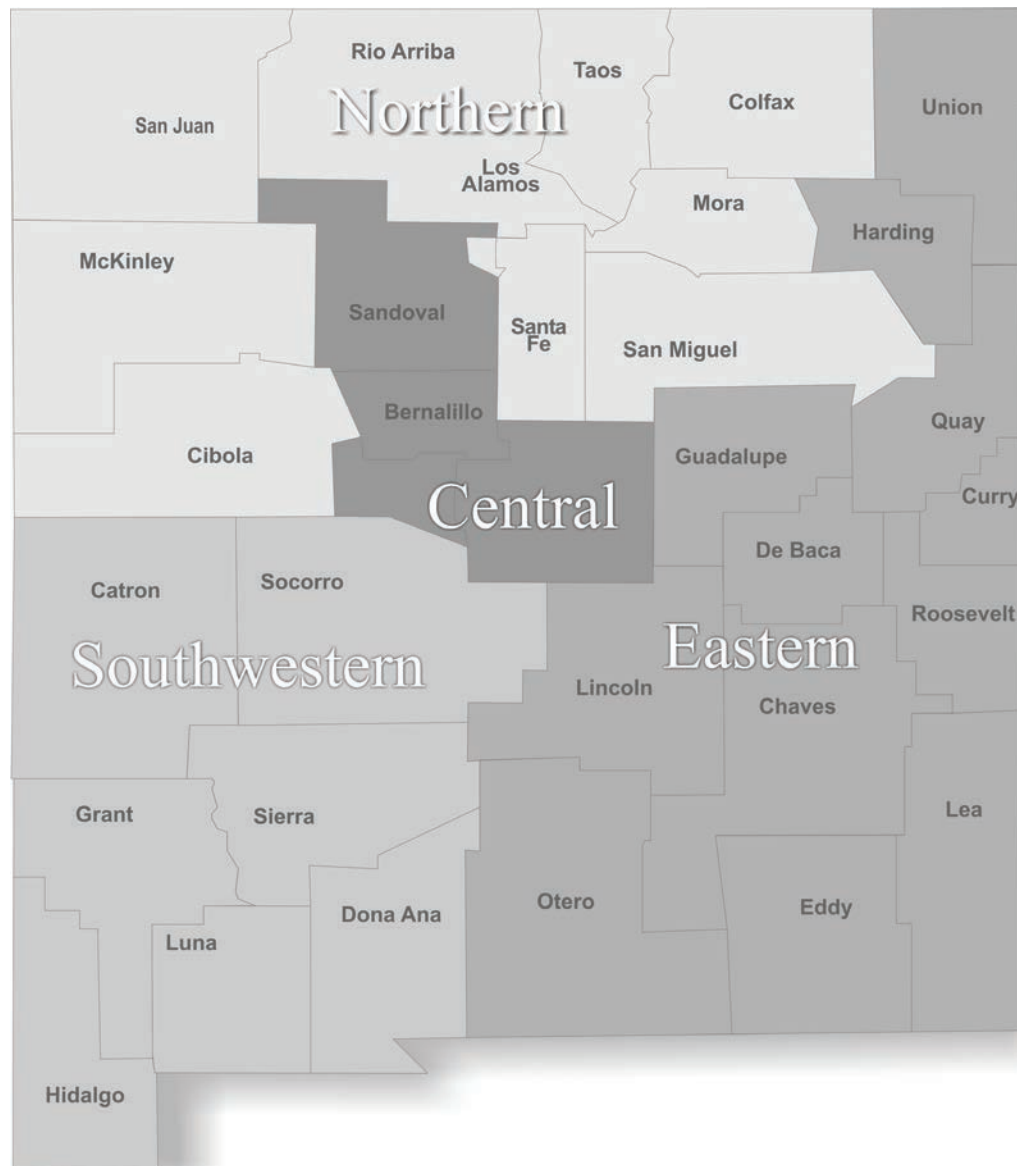 Rio Arriba
Taos
Colfax
Union
San Juan
Northern
Los
Alamos
Mora
Harding
McKinley
Sandoval
Santa
Fe
San Miguel
Bernalillo
Quay
Cibola
Guadalupe
Central
Curry
De Baca
Catron
Socorro
Roosevelt
Southwestern
Eastern
Lincoln
Chaves
Grant
Sierra
Lea
Otero
Eddy
Dona Ana
Luna
Hidalgo